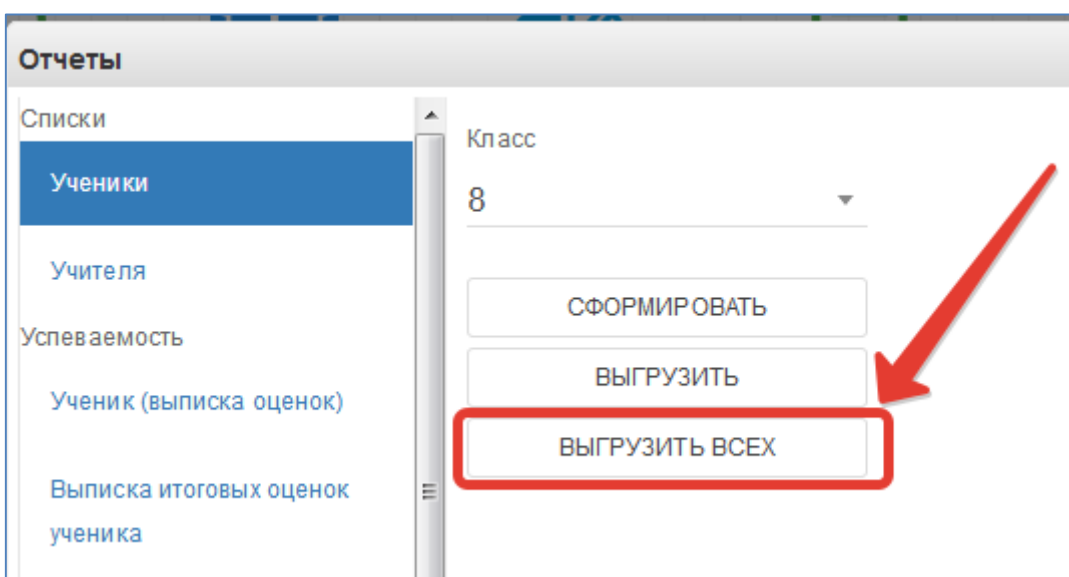 Отчеты
Списки
Ученики
Учителя
Успеваемость
Ученик (выписка оценок)
Выписка итоговых оценок
ученика
Класс
8
СФОРМИРОВАТЬ
ВЫГРУЗИТЬ
ВЫГРУЗИТЬ ВСЕХ